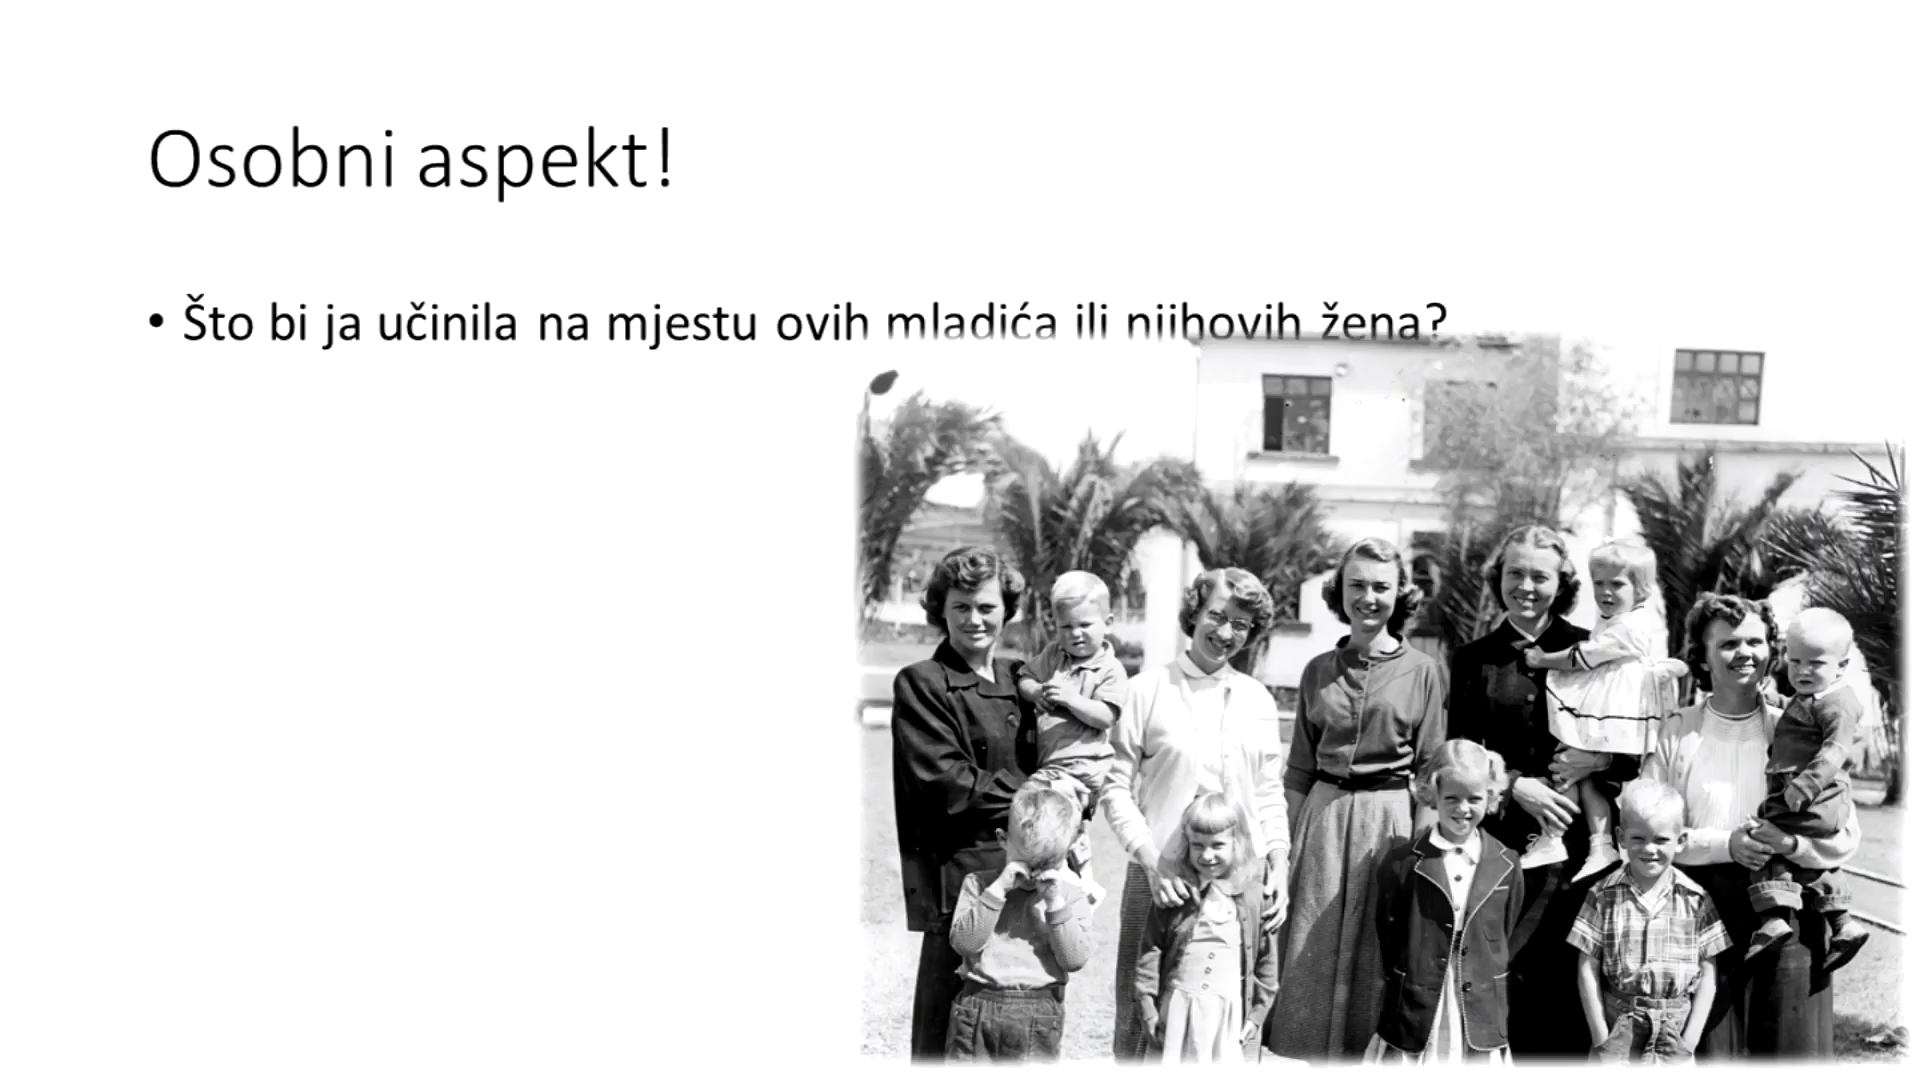 Osobni aspekt!
• Što bi ja učinila na mjestu ovih mladića ili njihovih žena?